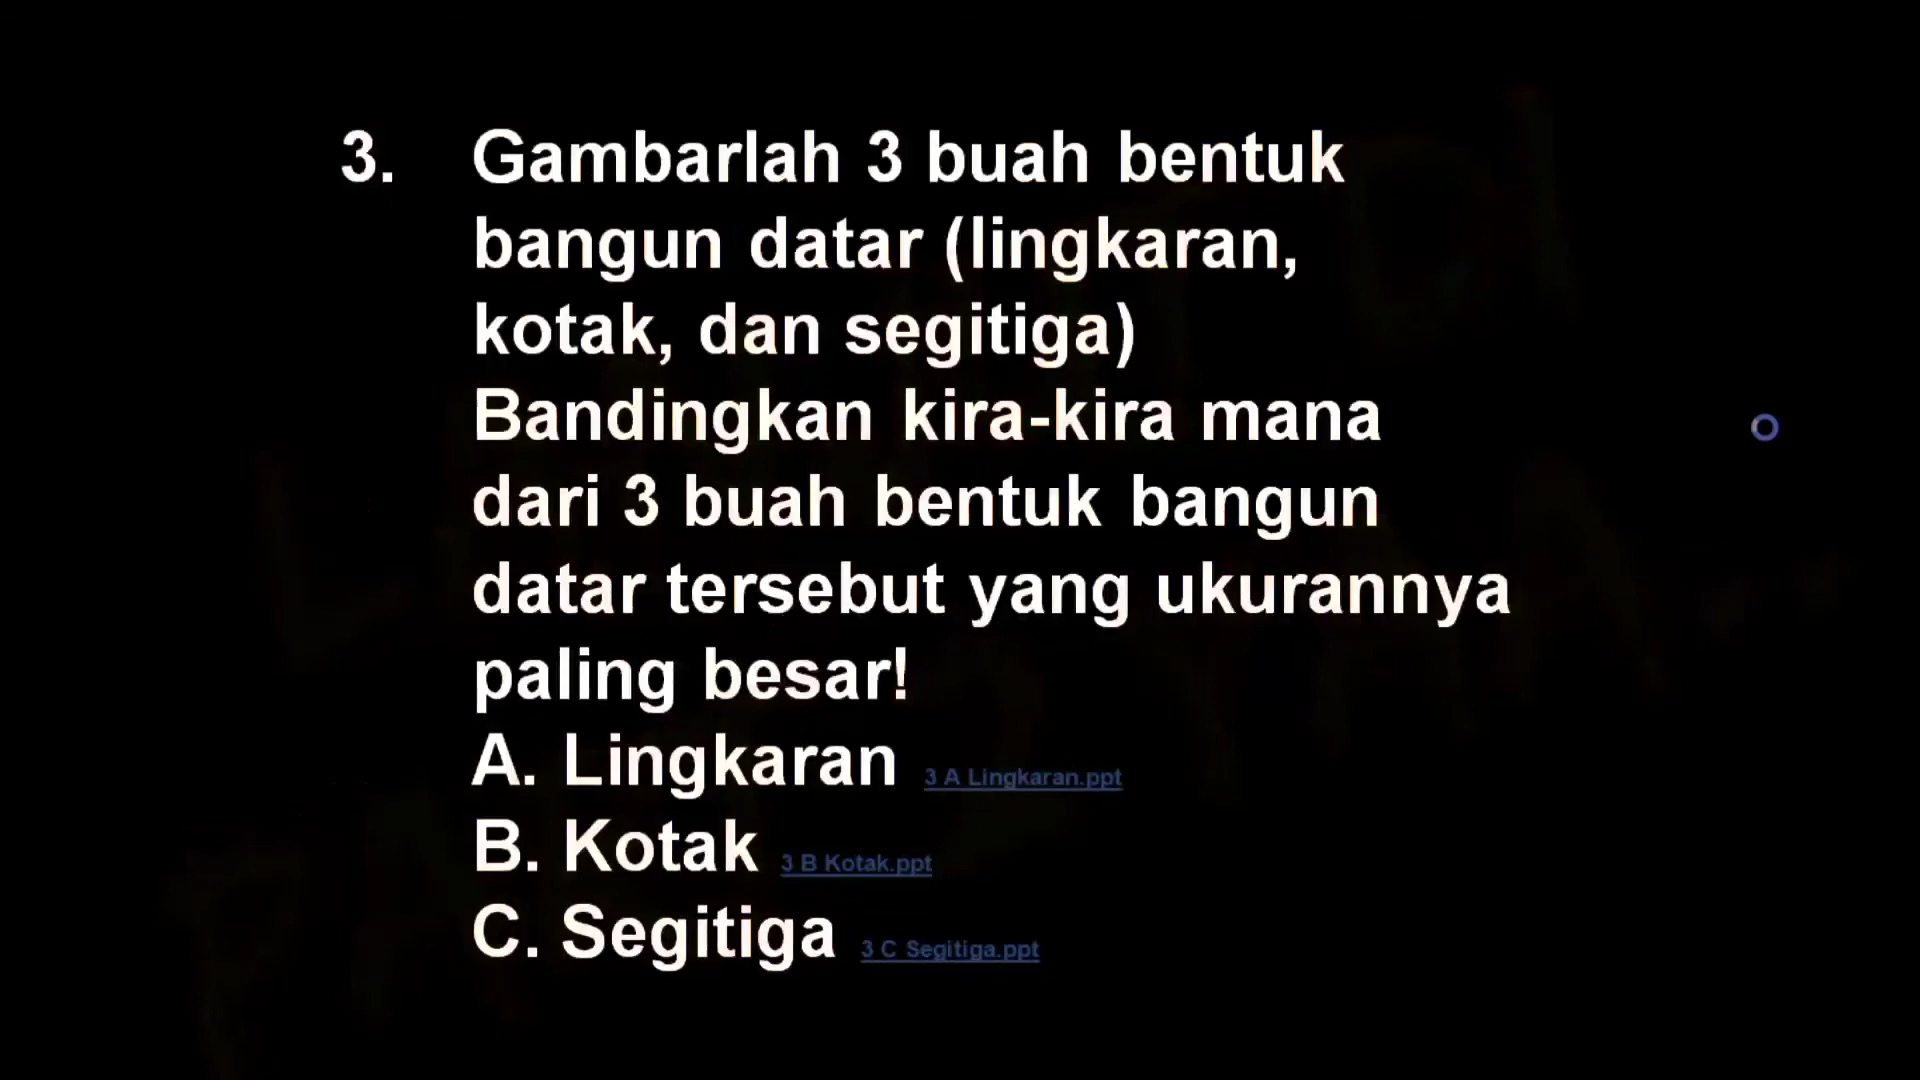 3. Gambarlah 3 buah bentuk
bangun datar (lingkaran,
kotak, dan segitiga)
Bandingkan kira-kira mana
dari 3 buah bentuk bangun
datar tersebut yang ukurannya
paling besar!
A. Lingkaran 3 A Lingkaran.ppt
B. Kotak 3 B Kotak.ppt
C. Segitiga 3 C Segitiga.ppt